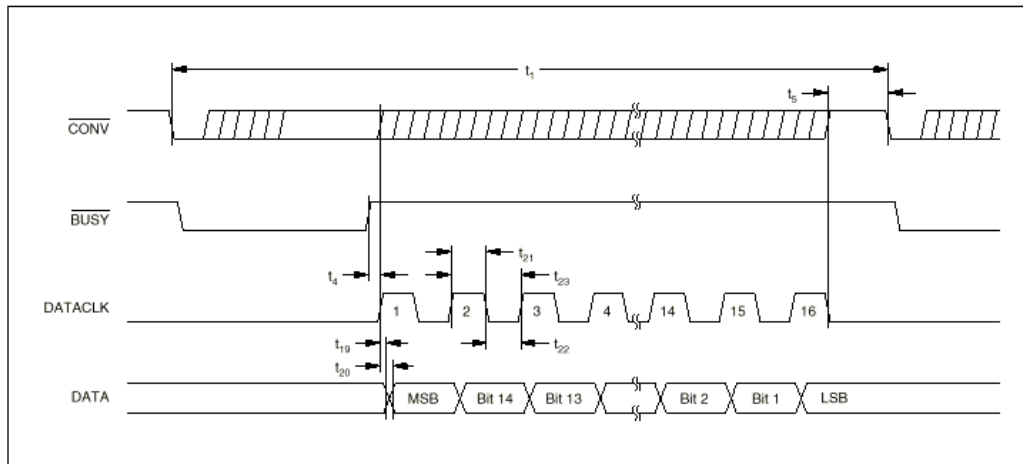 t1
t5
CONV
BUSY
t21
t4
t23
DATACLK
1 2 3 4 14 15 16
t19
t22
t20
DATA
MSB Bit 14 Bit 13 Bit 2 Bit 1 LSB